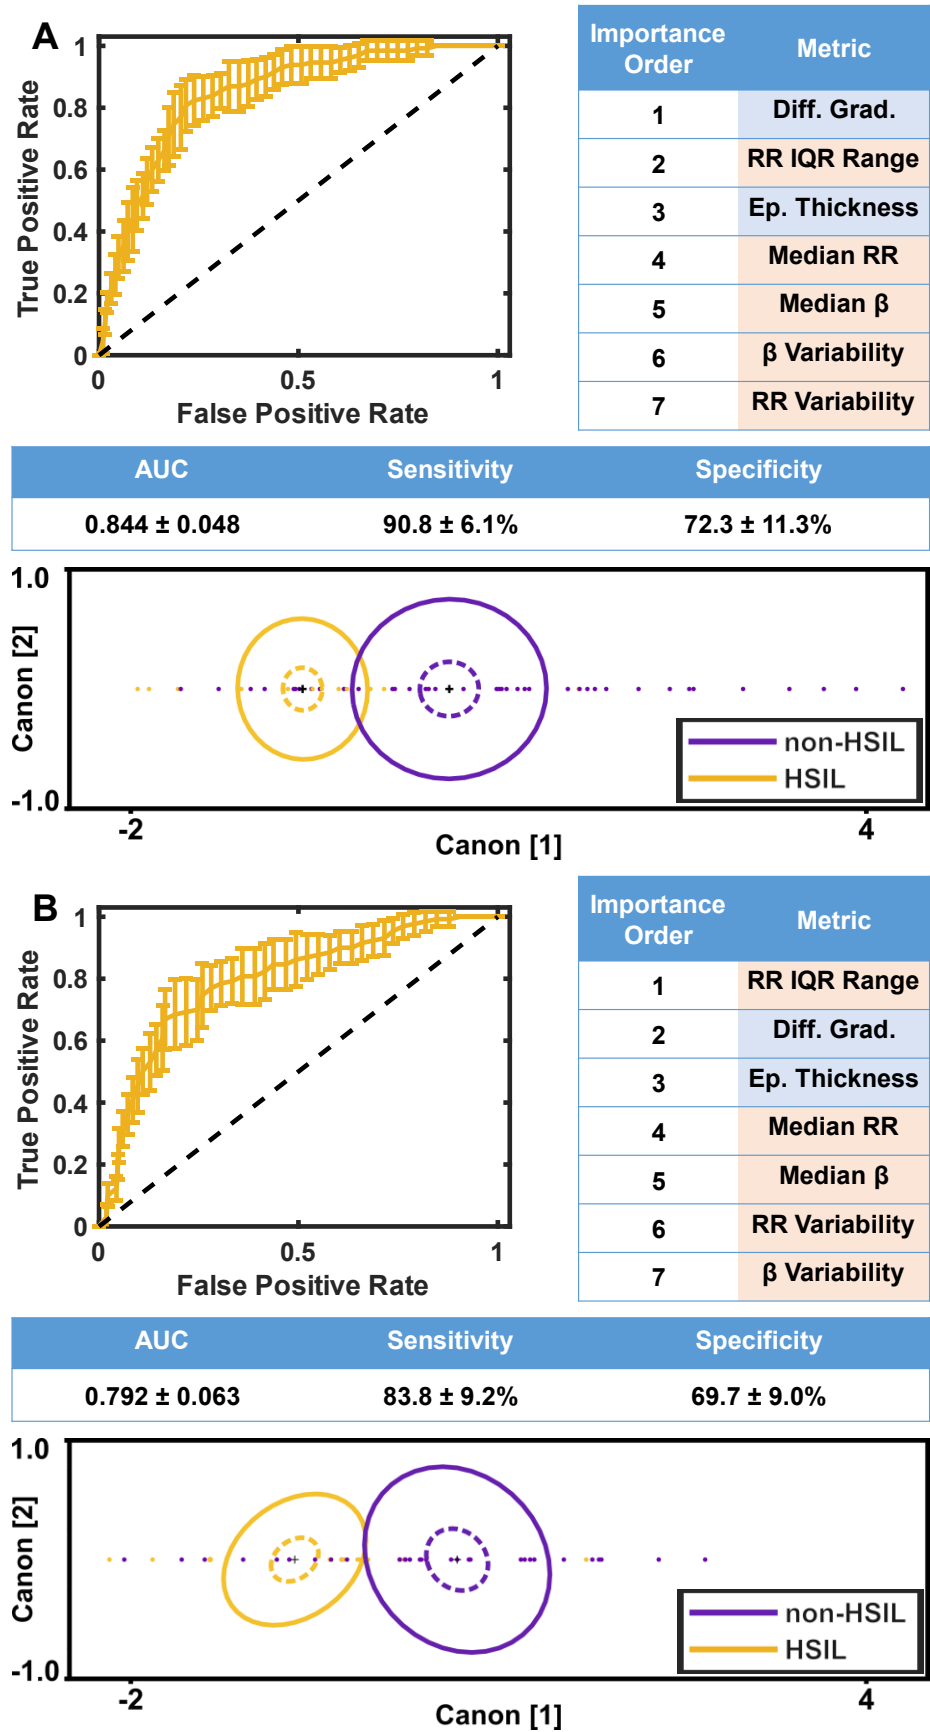 A
True Positive Rate
1
0.8
0.6
0.4
0.2
0
0
0.5
1
False Positive Rate
Importance Order Metric
1 Diff. Grad.
2 RR IQR Range
3 Ep. Thickness
4 Median RR
5 Median β
6 β Variability
7 RR Variability
AUC Sensitivity Specificity
0.844 ± 0.048 90.8 ± 6.1% 72.3 ± 11.3%
1.0
Canon [2]
-1.0
non-HSIL
HSIL
-2
4
Canon [1]
B
True Positive Rate
1
0.8
0.6
0.4
0.2
0
0
0.5
1
False Positive Rate
Importance Order Metric
1 RR IQR Range
2 Diff. Grad.
3 Ep. Thickness
4 Median RR
5 Median β
6 RR Variability
7 β Variability
AUC Sensitivity Specificity
0.792 ± 0.063 83.8 ± 9.2% 69.7 ± 9.0%
1.0
Canon [2]
-1.0
non-HSIL
HSIL
-2
4
Canon [1]